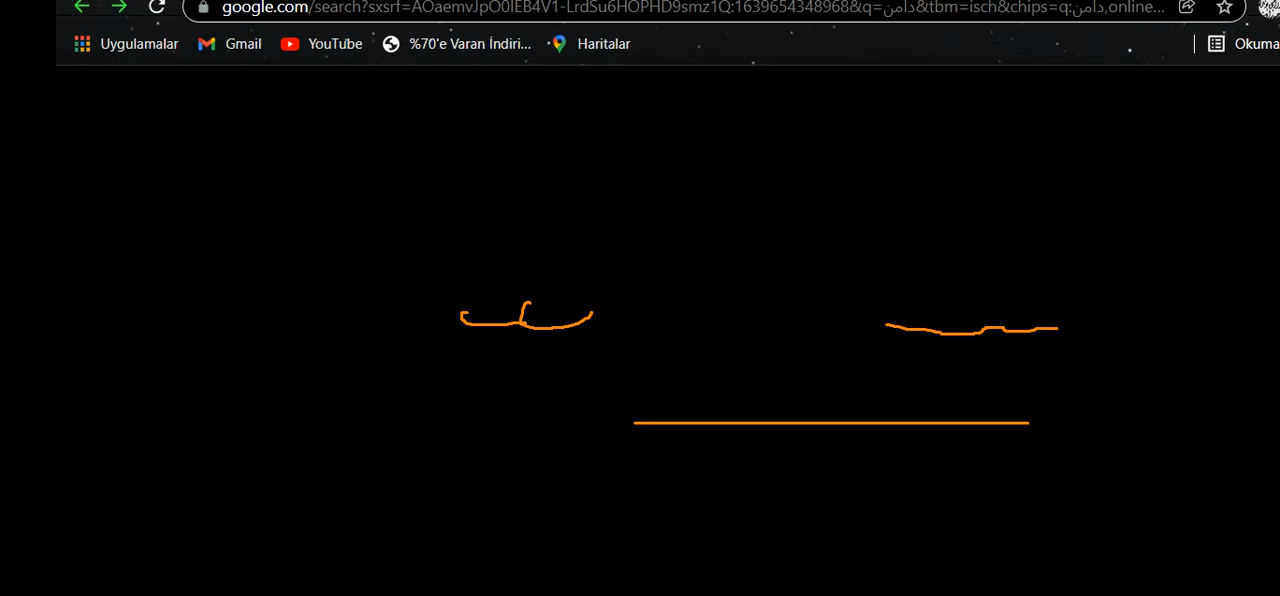 google.com/search?sxsrf=AOaemvJpO0lEB4V1-LrdSu6HOPHD9smz1Q:1639654348968&q=دامن&tbm=isch&chips=q:دامن,online...
Uygulamalar Gmail YouTube %70'e Varan İndiri... Haritalar Okuma